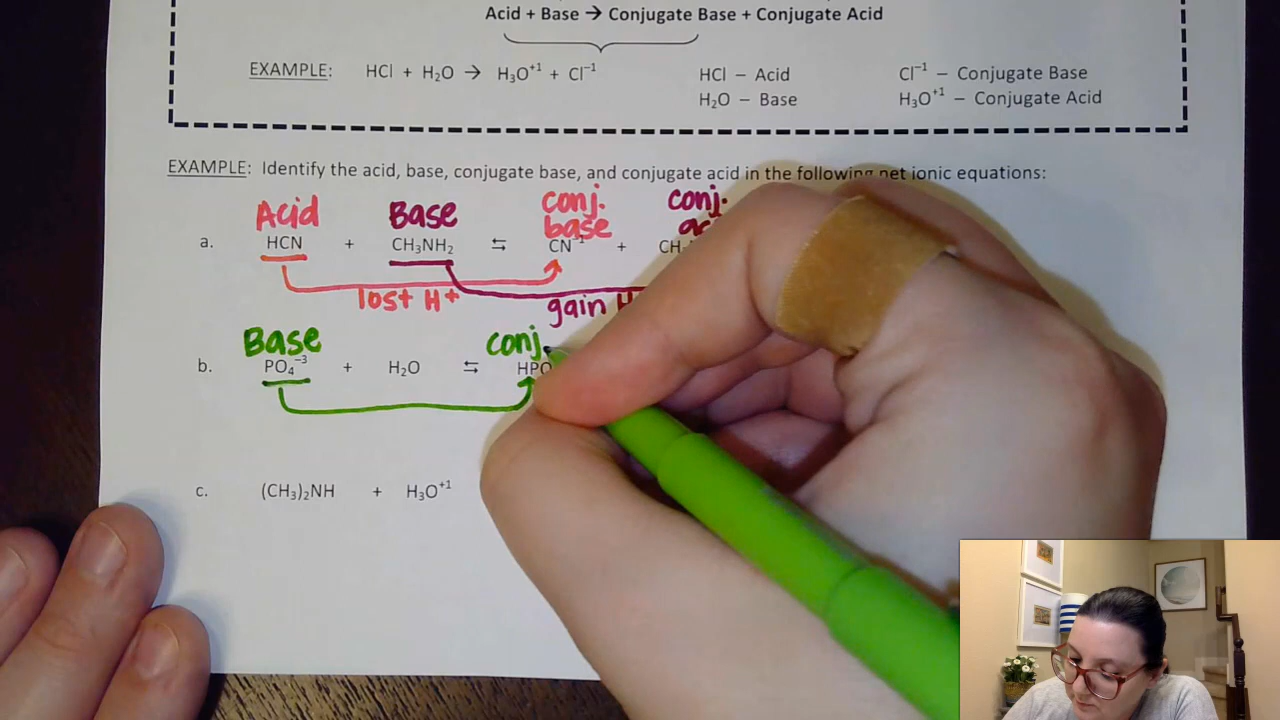 Acid + Base → Conjugate Base + Conjugate Acid
EXAMPLE: HCl + H₂O → H₃O⁺¹ + Cl⁻¹ HCl – Acid Cl⁻¹ – Conjugate Base
H₂O – Base H₃O⁺¹ – Conjugate Acid
EXAMPLE: Identify the acid, base, conjugate base, and conjugate acid in the following net ionic equations:
Acid Base conj. base conj.
a. HCN + CH₃NH₂ ⇆ CN⁻¹ +
lost H+ gain
Base conj.
b. PO₄⁻³ + H₂O ⇆
c. (CH₃)₂NH + H₃O⁺¹